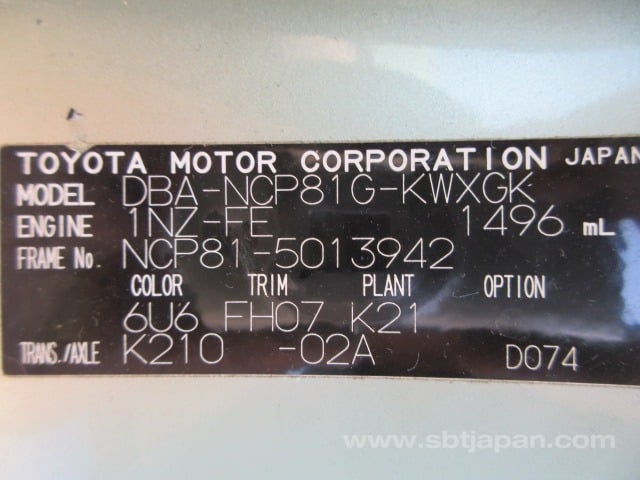 TOYOTA MOTOR CORPORATION JAPAN
MODEL DBA-NCP81G-KWXGK
ENGINE 1NZ-FE 1496 mL
FRAME No. NCP81-5013942
COLOR TRIM PLANT OPTION
6U6 FH07 K21
TRANS./AXLE K210 -02A D074
www.sbtjapan.com